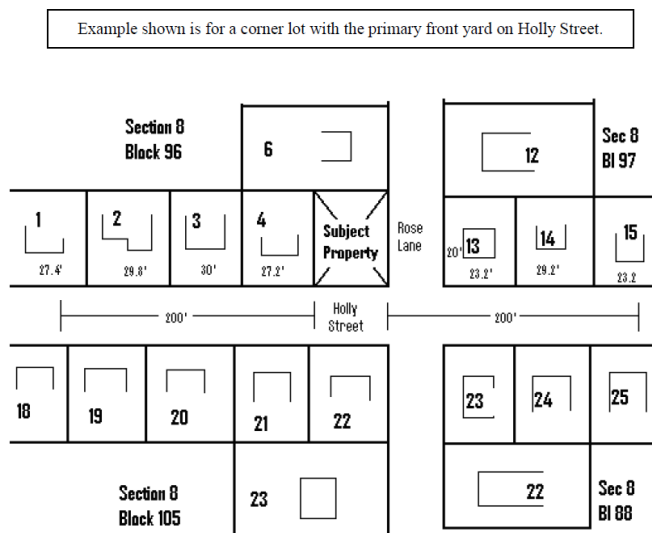 Example shown is for a corner lot with the primary front yard on Holly Street.
Section 8
Block 96
6
12
Sec 8
Bl 97
1
2
3
4
Subject
Property
Rose
Lane
20'
13
14
15
27.4'
29.8'
30'
27.2'
23.2'
29.2'
23.2
200'
Holly
Street
200'
18
19
20
21
22
23
24
25
Section 8
Block 105
23
22
Sec 8
Bl 88